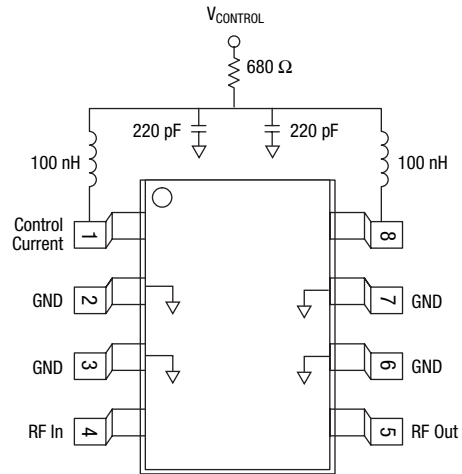 VCONTROL
680 Ω
220 pF 220 pF
100 nH 100 nH
Control
Current
1 8
GND 2 7 GND
GND 3 6 GND
RF In 4 5 RF Out